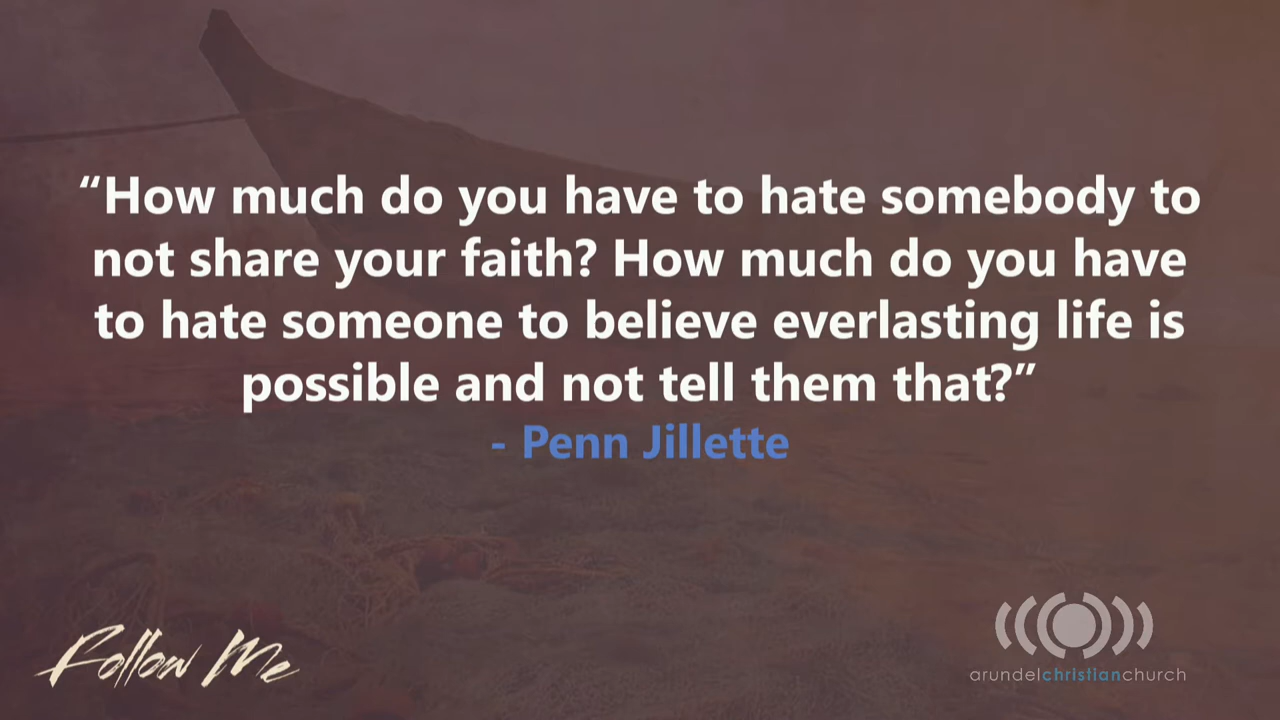 “How much do you have to hate somebody to
not share your faith? How much do you have
to hate someone to believe everlasting life is
possible and not tell them that?”
- Penn Jillette
Follow Me
arundelchristianchurch